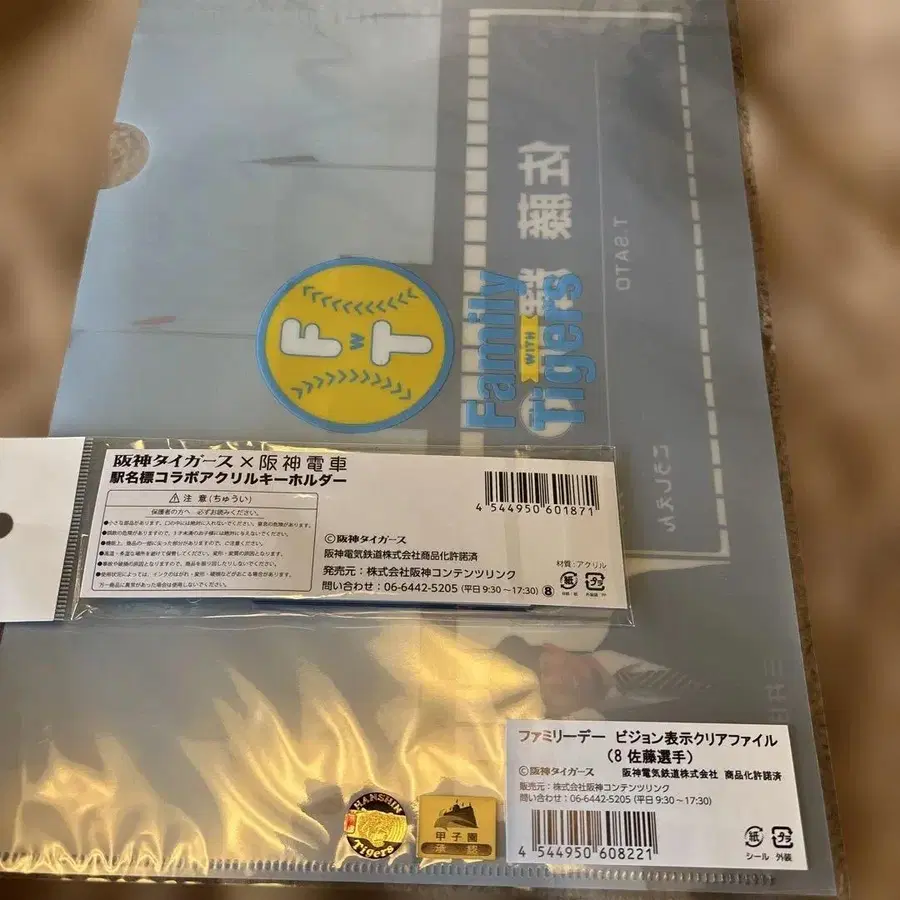 T.SATO
F
w
T
Family
WITH
Tigers
阪神タイガース×阪神電車
駅名標コラボアクリルキーホルダー
注意(ちゅうい)
保護者の方へ 必ずお読みください。
4 544950 601871
©阪神タイガース
阪神電気鉄道株式会社商品化許諾済
発売元：株式会社阪神コンテンツリンク
問い合わせ：06-6442-5205 (平日9:30～17:30) ⑧
材質：アクリル
紙
プラ
ファミリーデー ビジョン表示クリアファイル
(8 佐藤選手)
©阪神タイガース 阪神電気鉄道株式会社 商品化許諾済
販売元：株式会社阪神コンテンツリンク
問い合わせ：06-6442-5205 (平日9:30～17:30)
4 544950 608221
紙
プラ
シール 外装
HANSHIN
Tigers
甲子園
承認